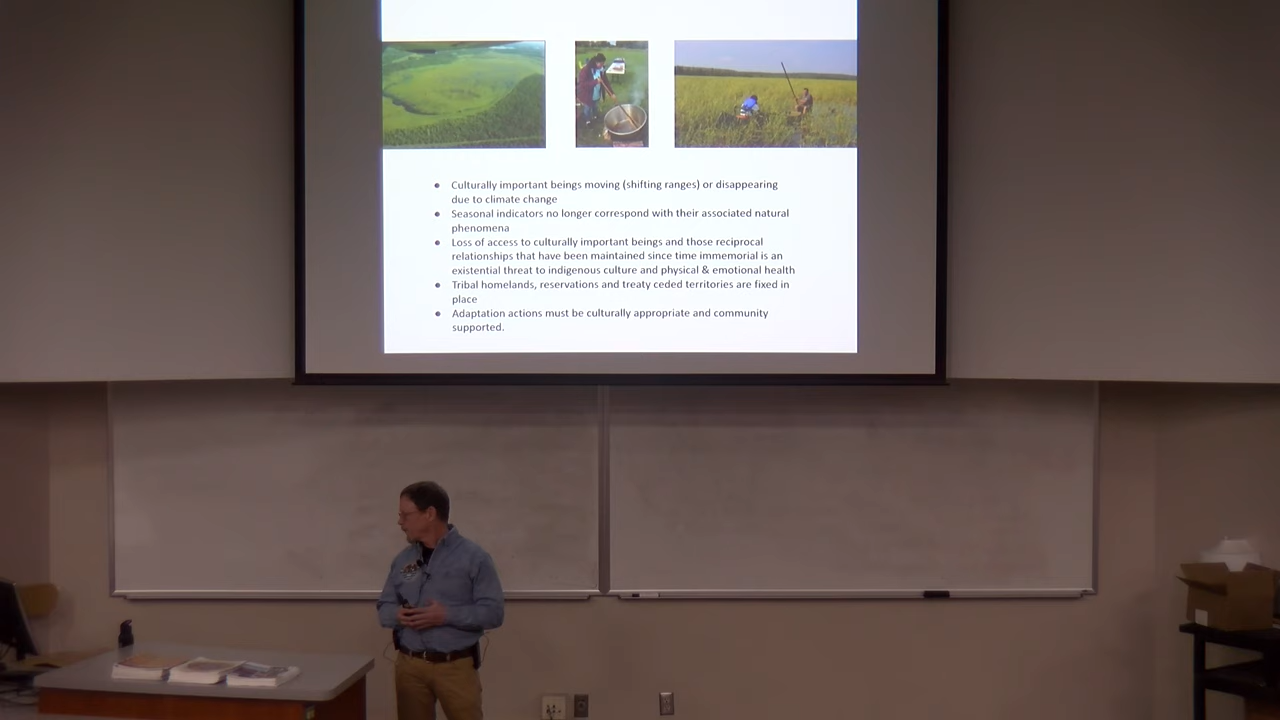 ● Culturally important beings moving (shifting ranges) or disappearing
due to climate change
● Seasonal indicators no longer correspond with their associated natural
phenomena
● Loss of access to culturally important beings and those reciprocal
relationships that have been maintained since time immemorial is an
existential threat to indigenous culture and physical & emotional health
● Tribal homelands, reservations and treaty ceded territories are fixed in
place
● Adaptation actions must be culturally appropriate and community
supported.